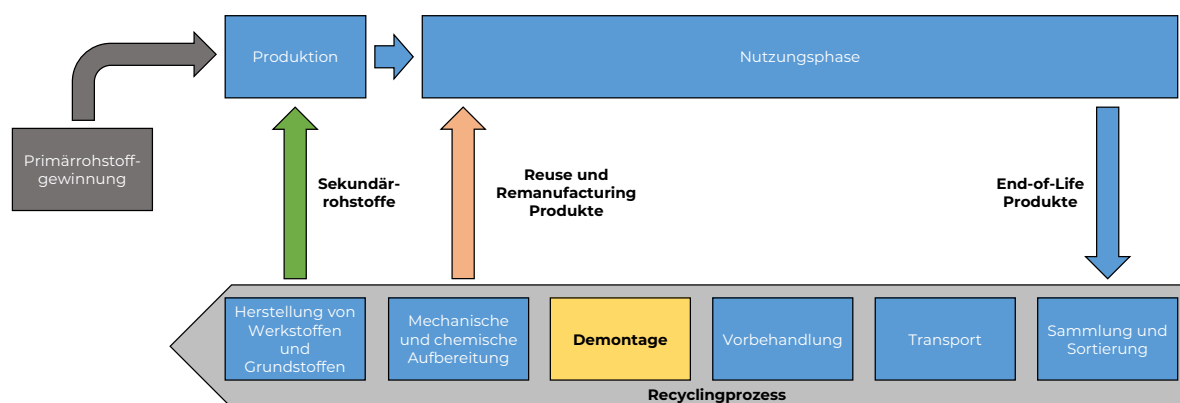 Produktion
Nutzungsphase
Primärrohstoff-
gewinnung
Sekundär-
rohstoffe
Reuse und
Remanufacturing
Produkte
End-of-Life
Produkte
Herstellung von
Werkstoffen
und
Grundstoffen
Mechanische
und chemische
Aufbereitung
Demontage
Vorbehandlung
Transport
Sammlung und
Sortierung
Recyclingprozess